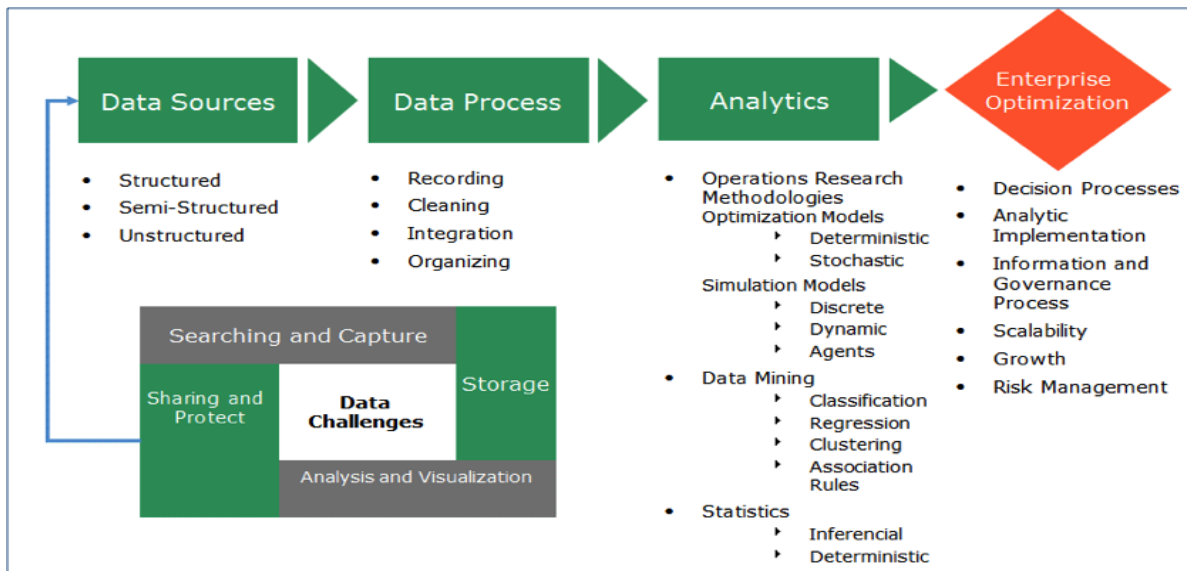 Data Sources
Data Process
Analytics
Enterprise
Optimization
• Structured
• Semi-Structured
• Unstructured
• Recording
• Cleaning
• Integration
• Organizing
• Operations Research
Methodologies
Optimization Models
‣ Deterministic
‣ Stochastic
Simulation Models
‣ Discrete
‣ Dynamic
‣ Agents
• Data Mining
‣ Classification
‣ Regression
‣ Clustering
‣ Association
Rules
• Statistics
‣ Inferencial
‣ Deterministic
• Decision Processes
• Analytic
Implementation
• Information and
Governance
Process
• Scalability
• Growth
• Risk Management
Searching and Capture
Storage
Sharing and
Protect
Data
Challenges
Analysis and Visualization